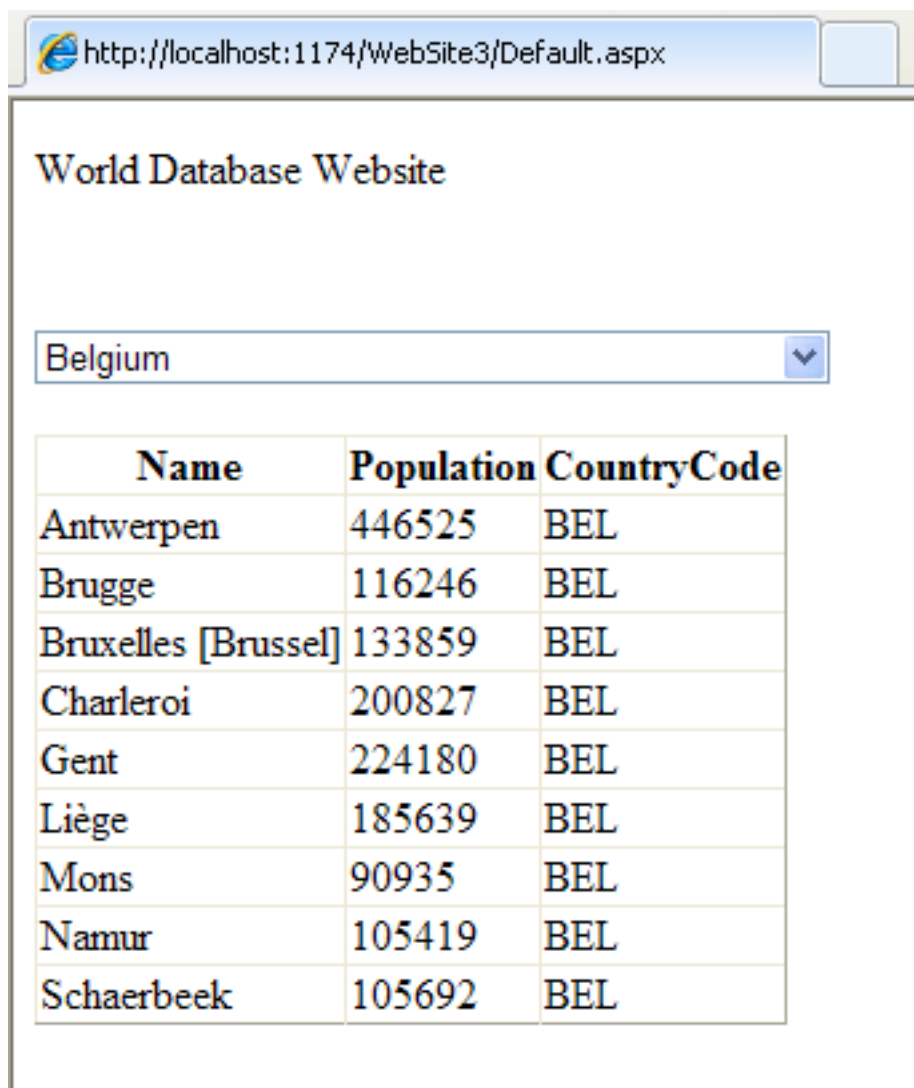 http://localhost:1174/WebSite3/Default.aspx
World Database Website
Belgium
Name Population CountryCode
Antwerpen 446525 BEL
Brugge 116246 BEL
Bruxelles [Brussel] 133859 BEL
Charleroi 200827 BEL
Gent 224180 BEL
Liège 185639 BEL
Mons 90935 BEL
Namur 105419 BEL
Schaerbeek 105692 BEL